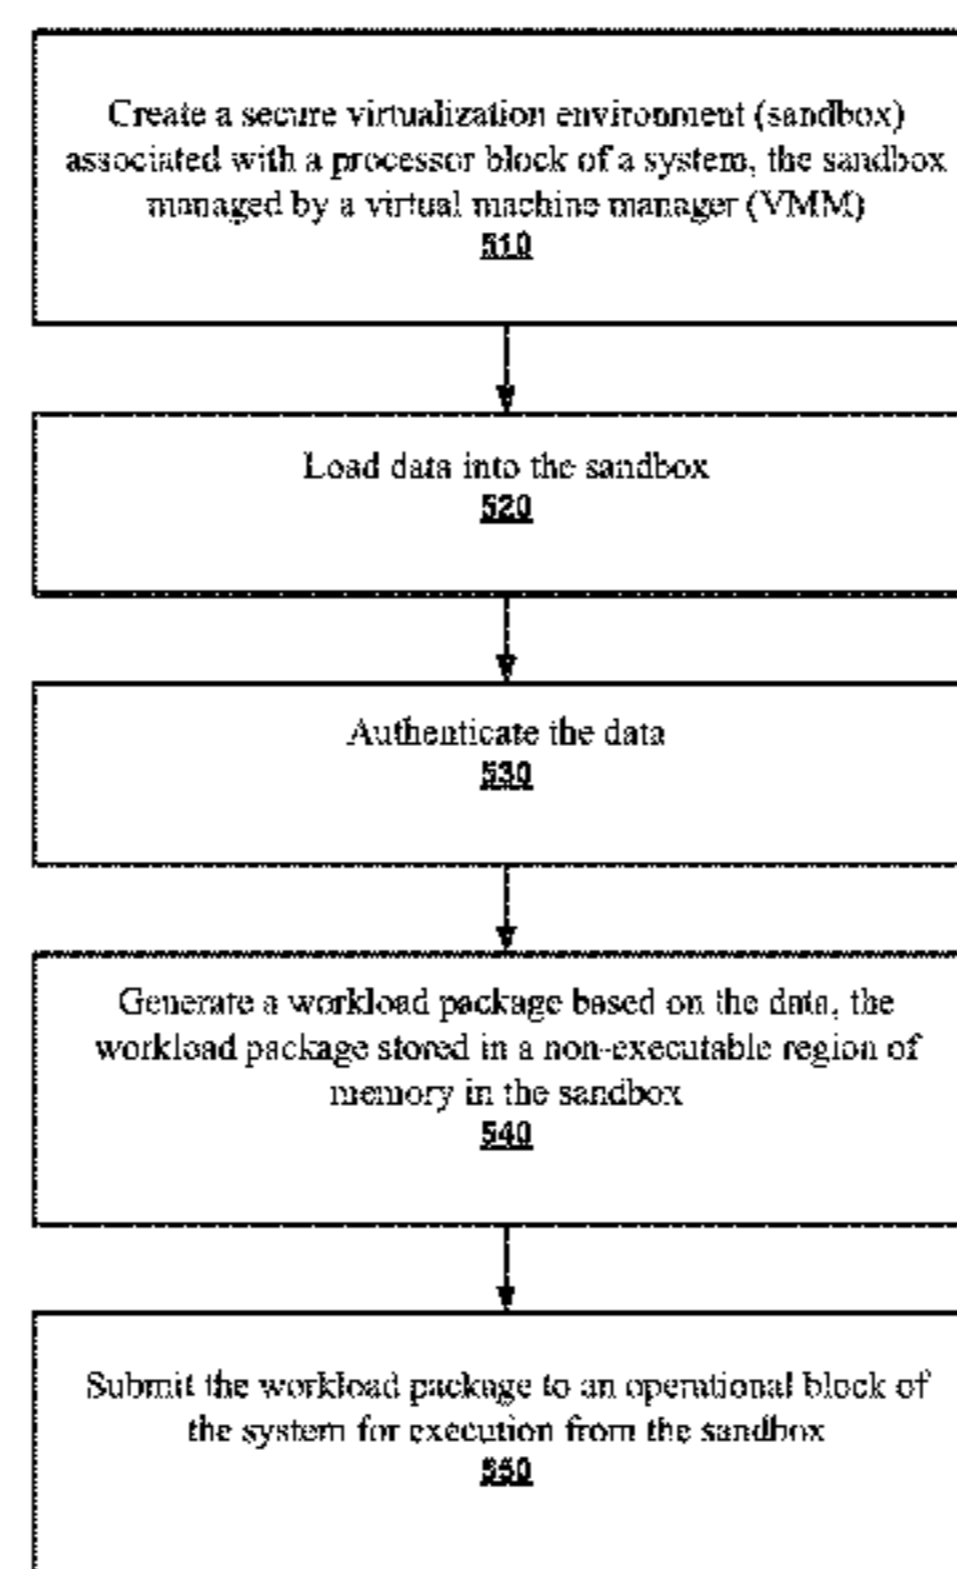 Create a secure virtualization environment (sandbox)
associated with a processor block of a system, the sandbox
managed by a virtual machine manager (VMM)
510
Load data into the sandbox
520
Authenticate the data
530
Generate a workload package based on the data, the
workload package stored in a non-executable region of
memory in the sandbox
540
Submit the workload package to an operational block of
the system for execution from the sandbox
550